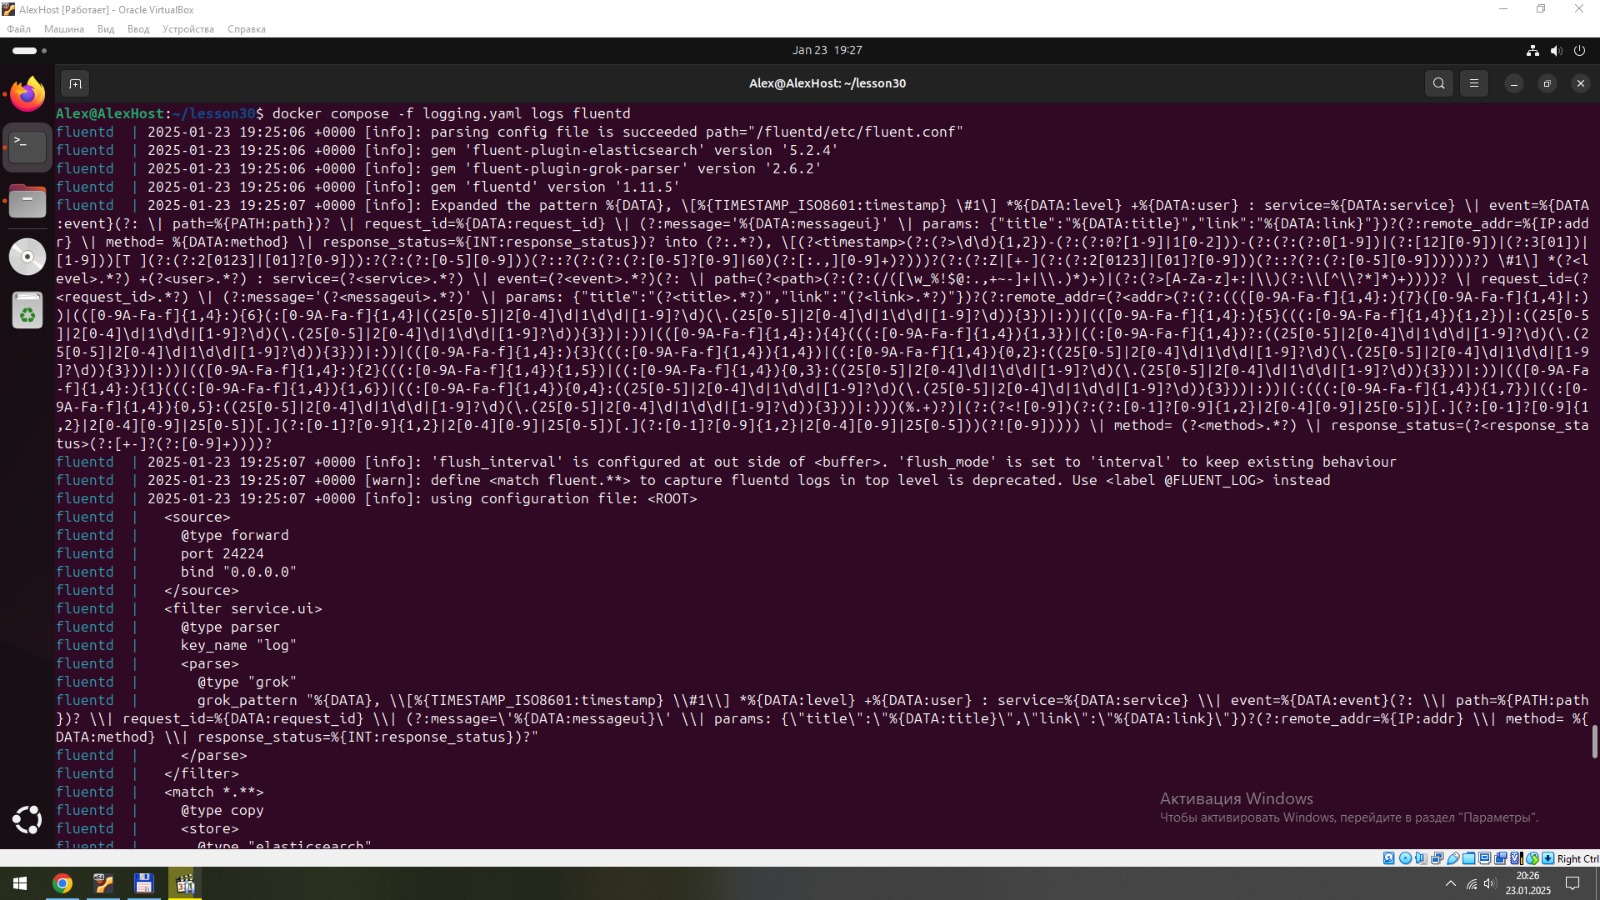 AlexHost [Работает] - Oracle VirtualBox
Файл Машина Вид Ввод Устройства Справка
Jan 23 19:27
Alex@AlexHost: ~/lesson30
Alex@AlexHost:~/lesson30$ docker compose -f logging.yaml logs fluentd
fluentd | 2025-01-23 19:25:06 +0000 [info]: parsing config file is succeeded path="/fluentd/etc/fluent.conf"
fluentd | 2025-01-23 19:25:06 +0000 [info]: gem 'fluent-plugin-elasticsearch' version '5.2.4'
fluentd | 2025-01-23 19:25:06 +0000 [info]: gem 'fluent-plugin-grok-parser' version '2.6.2'
fluentd | 2025-01-23 19:25:06 +0000 [info]: gem 'fluentd' version '1.11.5'
fluentd | 2025-01-23 19:25:07 +0000 [info]: Expanded the pattern %{DATA}, \[%{TIMESTAMP_ISO8601:timestamp} \#1\] *%{DATA:level} +%{DATA:user} : service=%{DATA:service} \| event=%{DATA
:event}(?: \| path=%{PATH:path})? \| request_id=%{DATA:request_id} \| (?:message='%{DATA:messageui}' \| params: {"title":"%{DATA:title}","link":"%{DATA:link}"})?(?:remote_addr=%{IP:add
r} \| method= %{DATA:method} \| response_status=%{INT:response_status})? into (?:.*?), \[(?<timestamp>(?:(?>\d\d){1,2})-(?:(?:0?[1-9]|1[0-2]))-(?:(?:(?:0[1-9])|(?:[12][0-9])|(?:3[01])|
[1-9]))[T ](?:(?:2[0123]|[01]?[0-9])):?(?:(?:[0-5][0-9]))(?::?(?:(?:(?:[0-5]?[0-9]|60)(?:[:.,][0-9]+)?)))?(?:(?:Z|[+-](?:(?:2[0123]|[01]?[0-9]))(?::?(?:(?:[0-5][0-9])))))?) \#1\] *(?<l
evel>.*?) +(?<user>.*?) : service=(?<service>.*?) \| event=(?<event>.*?)(?: \| path=(?<path>(?:(?:(/([\w_%!$@:.,+~-]+|\\.)*)+)|(?:(?>[A-Za-z]+:|\\)(?:\\[^\\?*]*)+))))? \| request_id=(?
<request_id>.*?) \| (?:message='(?<messageui>.*?)' \| params: {"title":"(?<title>.*?)","link":"(?<link>.*?)"})?(?:remote_addr=(?<addr>(?:(?:((([0-9A-Fa-f]{1,4}:){7}([0-9A-Fa-f]{1,4}|:)
)|(([0-9A-Fa-f]{1,4}:){6}(:[0-9A-Fa-f]{1,4}|((25[0-5]|2[0-4]\d|1\d\d|[1-9]?\d)(\.(25[0-5]|2[0-4]\d|1\d\d|[1-9]?\d)){3})|:))|(([0-9A-Fa-f]{1,4}:){5}(((:[0-9A-Fa-f]{1,4}){1,2})|:((25[0-5
]|2[0-4]\d|1\d\d|[1-9]?\d)(\.(25[0-5]|2[0-4]\d|1\d\d|[1-9]?\d)){3})|:))|(([0-9A-Fa-f]{1,4}:){4}(((:[0-9A-Fa-f]{1,4}){1,3})|((:[0-9A-Fa-f]{1,4})?:((25[0-5]|2[0-4]\d|1\d\d|[1-9]?\d)(\.(2
5[0-5]|2[0-4]\d|1\d\d|[1-9]?\d)){3}))|:))|(([0-9A-Fa-f]{1,4}:){3}(((:[0-9A-Fa-f]{1,4}){1,4})|((:[0-9A-Fa-f]{1,4}){0,2}:((25[0-5]|2[0-4]\d|1\d\d|[1-9]?\d)(\.(25[0-5]|2[0-4]\d|1\d\d|[1-9
]?\d)){3}))|:))|(([0-9A-Fa-f]{1,4}:){2}(((:[0-9A-Fa-f]{1,4}){1,5})|((:[0-9A-Fa-f]{1,4}){0,3}:((25[0-5]|2[0-4]\d|1\d\d|[1-9]?\d)(\.(25[0-5]|2[0-4]\d|1\d\d|[1-9]?\d)){3}))|:))|(([0-9A-Fa
-f]{1,4}:){1}(((:[0-9A-Fa-f]{1,4}){1,6})|((:[0-9A-Fa-f]{1,4}){0,4}:((25[0-5]|2[0-4]\d|1\d\d|[1-9]?\d)(\.(25[0-5]|2[0-4]\d|1\d\d|[1-9]?\d)){3}))|:))|(:(((:[0-9A-Fa-f]{1,4}){1,7})|((:[0-
9A-Fa-f]{1,4}){0,5}:((25[0-5]|2[0-4]\d|1\d\d|[1-9]?\d)(\.(25[0-5]|2[0-4]\d|1\d\d|[1-9]?\d)){3}))|:)))(%.+)?)|(?:(?<![0-9])(?:(?:[0-1]?[0-9]{1,2}|2[0-4][0-9]|25[0-5])[.](?:[0-1]?[0-9]{1
,2}|2[0-4][0-9]|25[0-5])[.](?:[0-1]?[0-9]{1,2}|2[0-4][0-9]|25[0-5])[.](?:[0-1]?[0-9]{1,2}|2[0-4][0-9]|25[0-5]))(?![0-9])))) \| method= (?<method>.*?) \| response_status=(?<response_sta
tus>(?:[+-]?(?:[0-9]+))))?
fluentd | 2025-01-23 19:25:07 +0000 [info]: 'flush_interval' is configured at out side of <buffer>. 'flush_mode' is set to 'interval' to keep existing behaviour
fluentd | 2025-01-23 19:25:07 +0000 [warn]: define <match fluent.**> to capture fluentd logs in top level is deprecated. Use <label @FLUENT_LOG> instead
fluentd | 2025-01-23 19:25:07 +0000 [info]: using configuration file: <ROOT>
fluentd | <source>
fluentd | @type forward
fluentd | port 24224
fluentd | bind "0.0.0.0"
fluentd | </source>
fluentd | <filter service.ui>
fluentd | @type parser
fluentd | key_name "log"
fluentd | <parse>
fluentd | @type "grok"
fluentd | grok_pattern "%{DATA}, \\[%{TIMESTAMP_ISO8601:timestamp} \\#1\\] *%{DATA:level} +%{DATA:user} : service=%{DATA:service} \\| event=%{DATA:event}(?: \\| path=%{PATH:path
})? \\| request_id=%{DATA:request_id} \\| (?:message=\'%{DATA:messageui}\' \\| params: {\"title\":\"%{DATA:title}\",\"link\":\"%{DATA:link}\"})?(?:remote_addr=%{IP:addr} \\| method= %{
DATA:method} \\| response_status=%{INT:response_status})?"
fluentd | </parse>
fluentd | </filter>
fluentd | <match *.**>
fluentd | @type copy
fluentd | <store>
fluentd | @type "elasticsearch"
Активация Windows
Чтобы активировать Windows, перейдите в раздел "Параметры".
Right Ctrl
20:26
23.01.2025